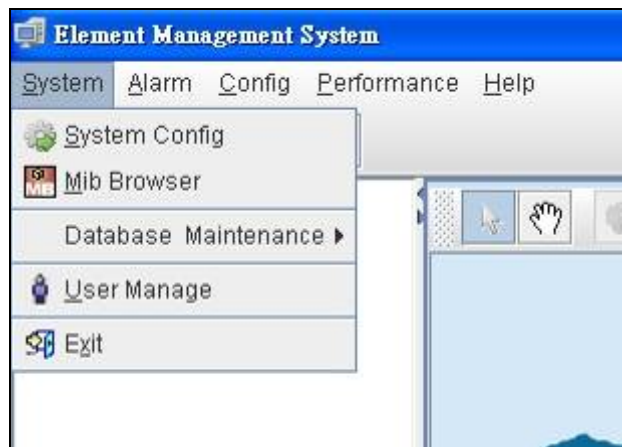 Element Management System
System Alarm Config Performance Help
System Config
Mib Browser
Database Maintenance
User Manage
Exit